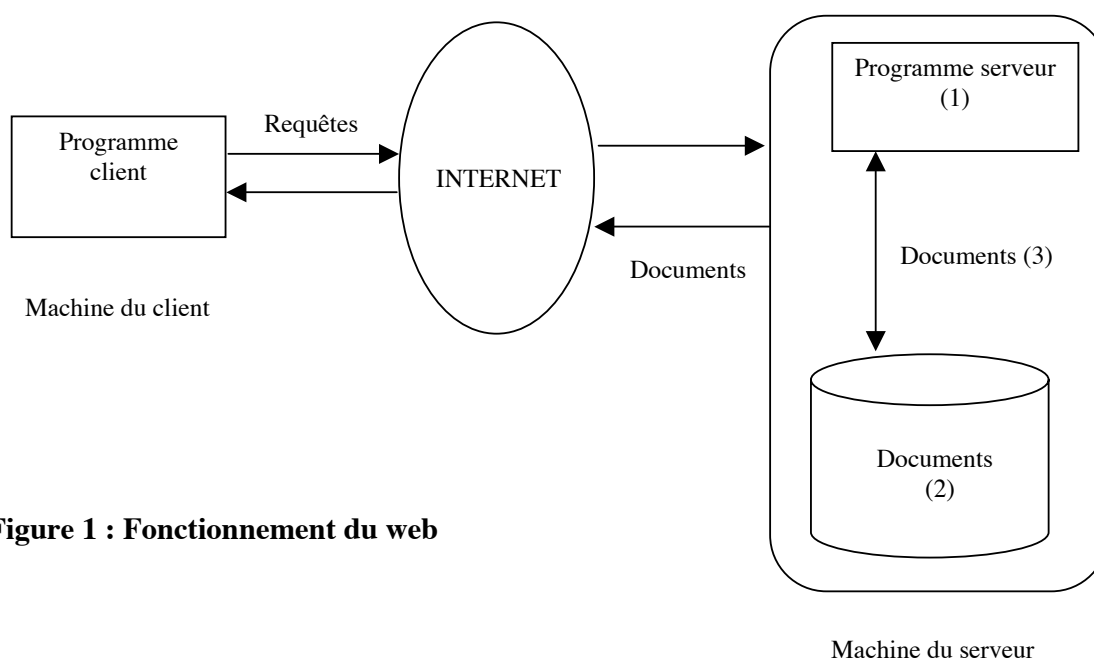 Programme serveur
(1)
Requêtes
Programme
client
INTERNET
Documents (3)
Documents
Machine du client
Documents
(2)
Figure 1 : Fonctionnement du web
Machine du serveur